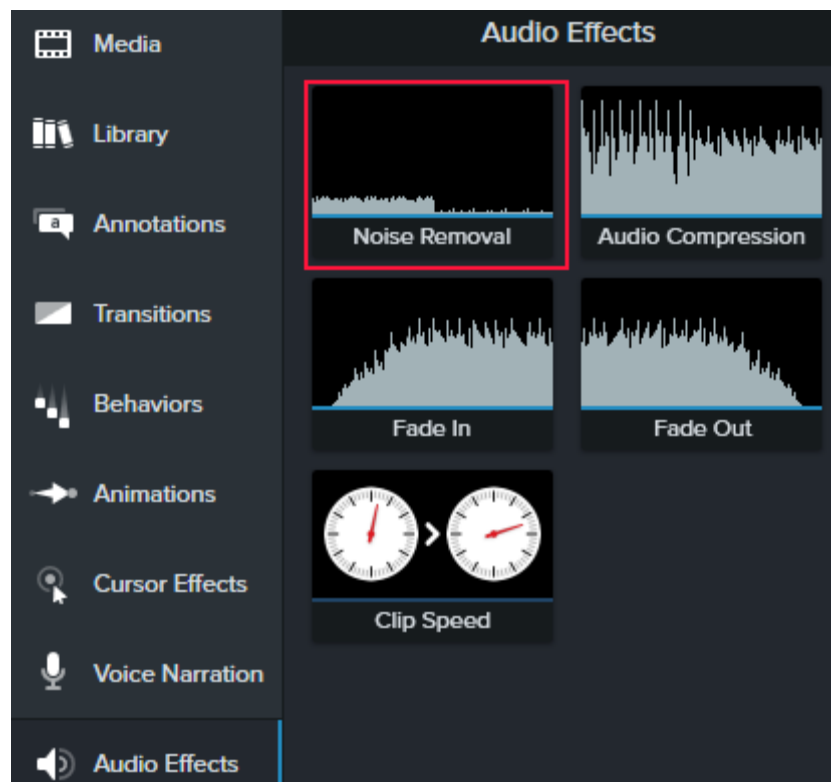 Media
Library
a
Annotations
Transitions
Behaviors
Animations
Cursor Effects
Voice Narration
Audio Effects
Audio Effects
Noise Removal
Audio Compression
Fade In
Fade Out
Clip Speed